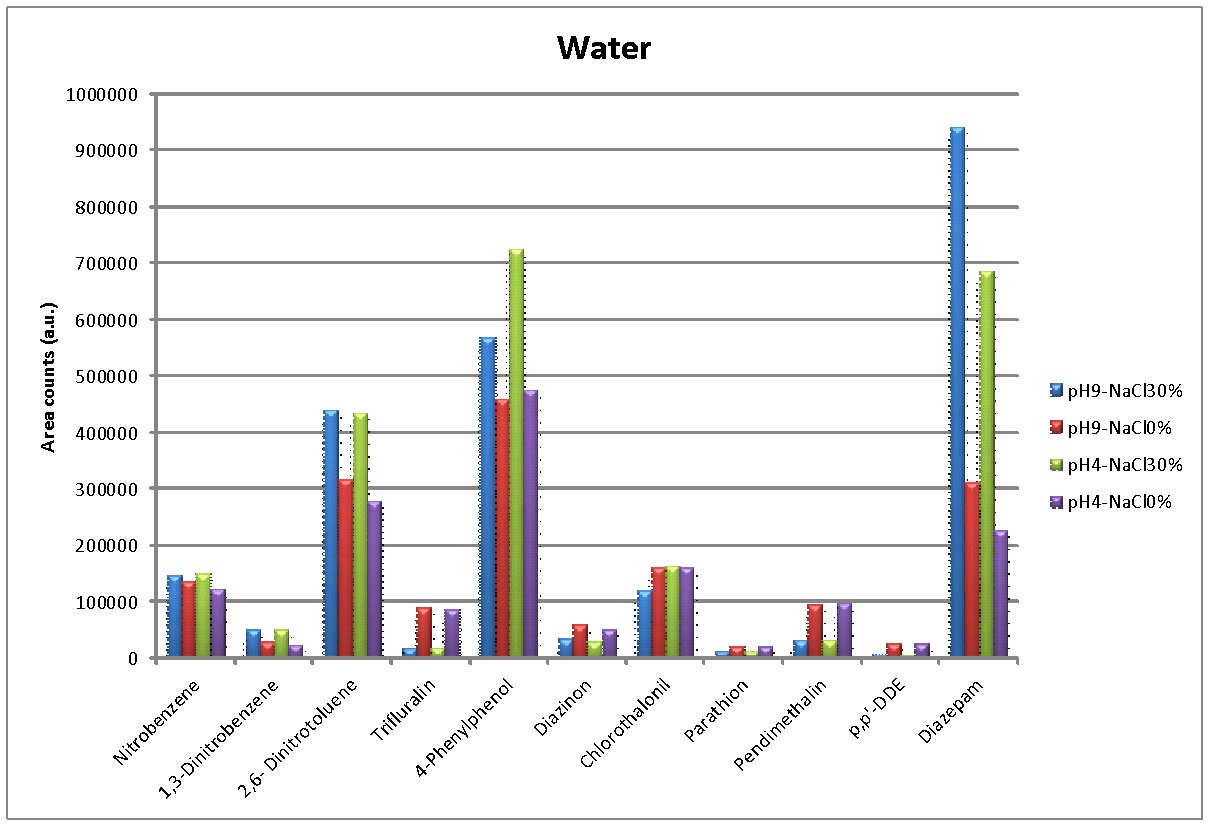 Water
1000000
900000
800000
700000
600000
500000
400000
300000
200000
100000
0
Area counts (a.u.)
Nitrobenzene
1,3-Dinitrobenzene
2,6- Dinitrotoluene
Trifluralin
4-Phenylphenol
Diazinon
Chlorothalonil
Parathion
Pendimethalin
p,p'-DDE
Diazepam
pH9-NaCl30%
pH9-NaCl0%
pH4-NaCl30%
pH4-NaCl0%